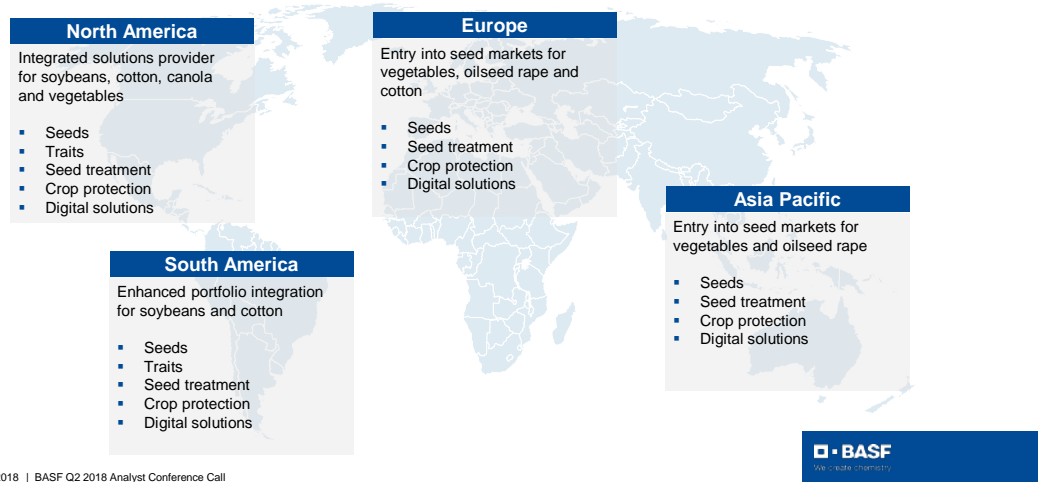 North America
Integrated solutions provider
for soybeans, cotton, canola
and vegetables
▪ Seeds
▪ Traits
▪ Seed treatment
▪ Crop protection
▪ Digital solutions
Europe
Entry into seed markets for
vegetables, oilseed rape and
cotton
▪ Seeds
▪ Seed treatment
▪ Crop protection
▪ Digital solutions
Asia Pacific
Entry into seed markets for
vegetables and oilseed rape
▪ Seeds
▪ Seed treatment
▪ Crop protection
▪ Digital solutions
South America
Enhanced portfolio integration
for soybeans and cotton
▪ Seeds
▪ Traits
▪ Seed treatment
▪ Crop protection
▪ Digital solutions
BASF
We create chemistry
2018 | BASF Q2 2018 Analyst Conference Call